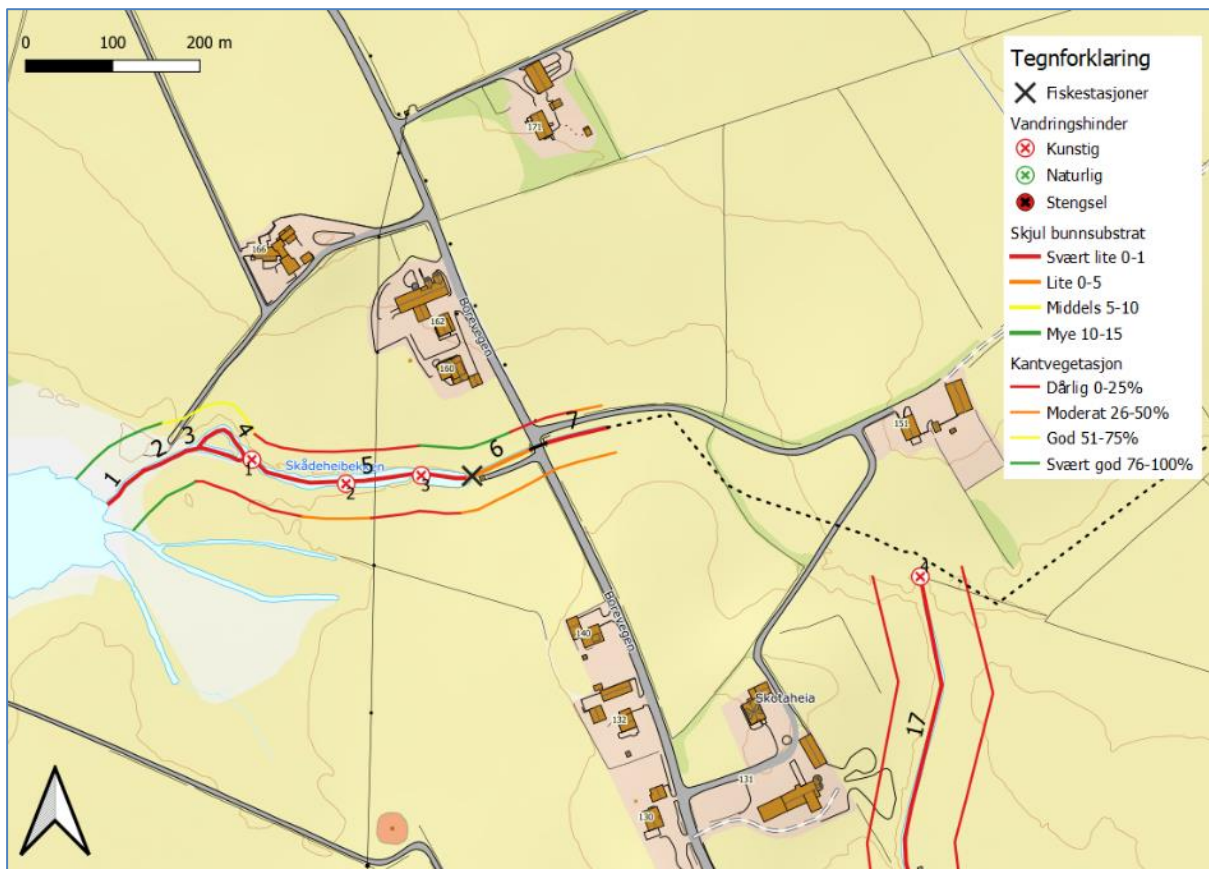 0 100 200 m
Tegnforklaring
Fiskestasjoner
Vandringshinder
Kunstig
Naturlig
Stengsel
Skjul bunnsubstrat
Svært lite 0-1
Lite 0-5
Middels 5-10
Mye 10-15
Kantvegetasjon
Dårlig 0-25%
Moderat 26-50%
God 51-75%
Svært god 76-100%
171
166
162
Borevegen
160
151
1
2
3
4
5
6
7
Skådeheibekken
1
2
3
4
Borevegen
140
132
Skotaheia
17
131
130